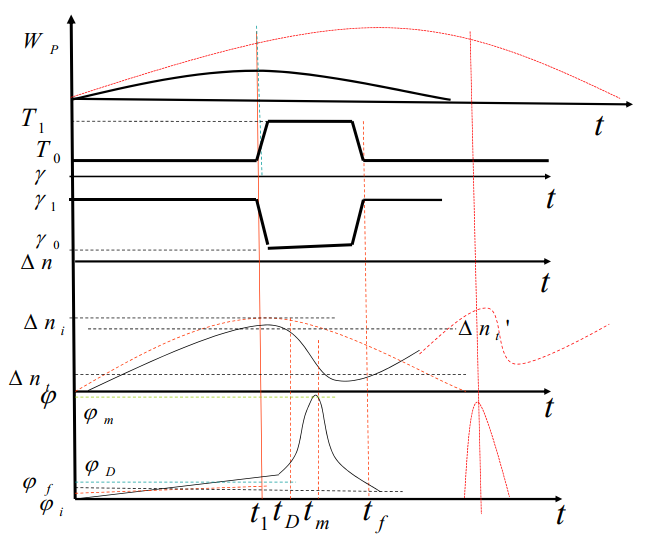 W P
t
T 1
T 0
γ
t
γ 1
γ 0
Δ n
t
Δ n i
Δ n t '
Δ n t
φ
t
φ m
φ D
φ f
φ i
t 1 t D t m t f t